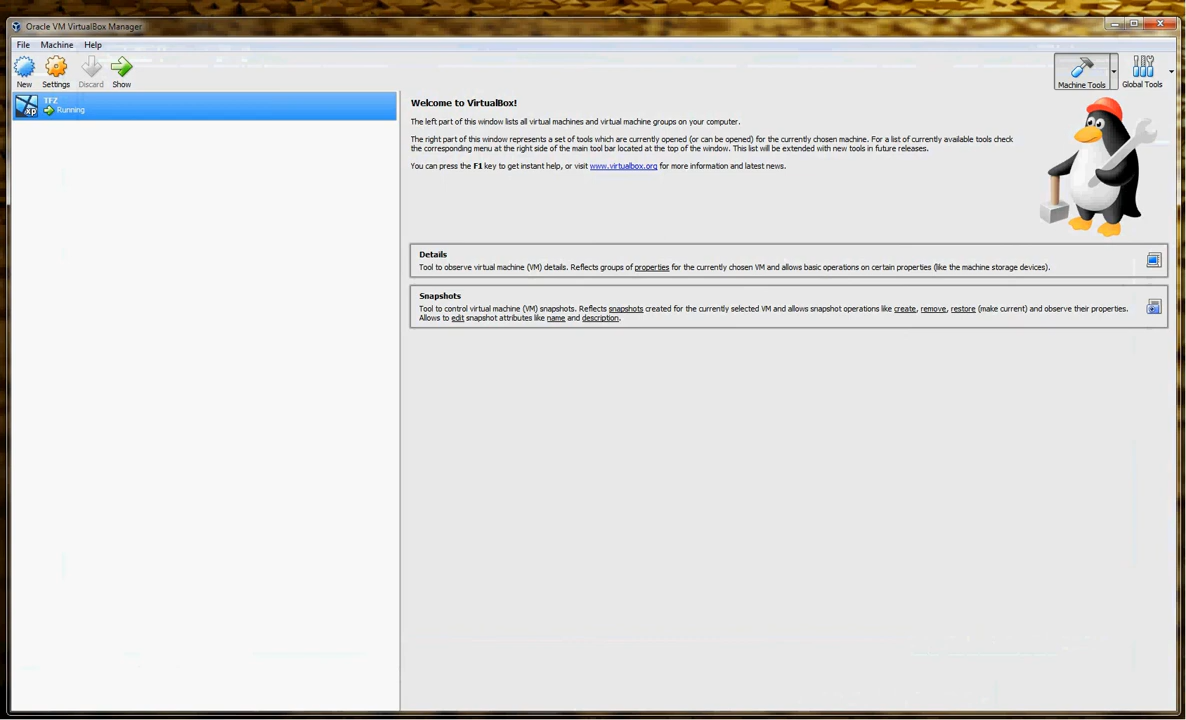 Oracle VM VirtualBox Manager
File Machine Help
New Settings Discard Show
Machine Tools Global Tools
TFZ
Running
xp
Welcome to VirtualBox!
The left part of this window lists all virtual machines and virtual machine groups on your computer.
The right part of this window represents a set of tools which are currently opened (or can be opened) for the currently chosen machine. For a list of currently available tools check
the corresponding menu at the right side of the main tool bar located at the top of the window. This list will be extended with new tools in future releases.
You can press the F1 key to get instant help, or visit www.virtualbox.org for more information and latest news.
Details
Tool to observe virtual machine (VM) details. Reflects groups of properties for the currently chosen VM and allows basic operations on certain properties (like the machine storage devices).
Snapshots
Tool to control virtual machine (VM) snapshots. Reflects snapshots created for the currently selected VM and allows snapshot operations like create, remove, restore (make current) and observe their properties.
Allows to edit snapshot attributes like name and description.